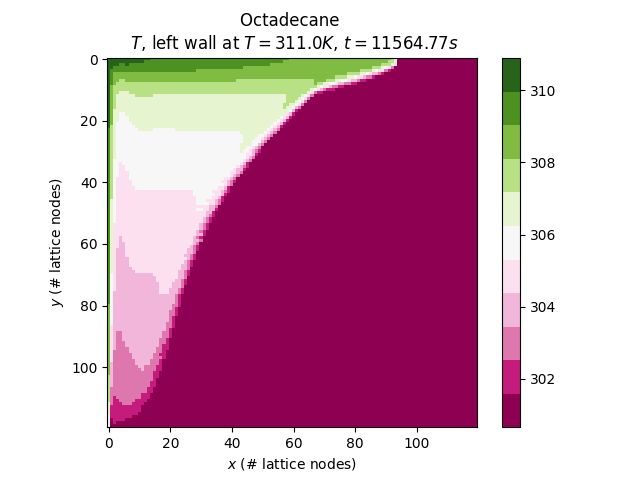 Octadecane
T, left wall at T = 311.0K, t = 11564.77s
0
20
40
60
80
100
y (# lattice nodes)
0 20 40 60 80 100
x (# lattice nodes)
310
308
306
304
302